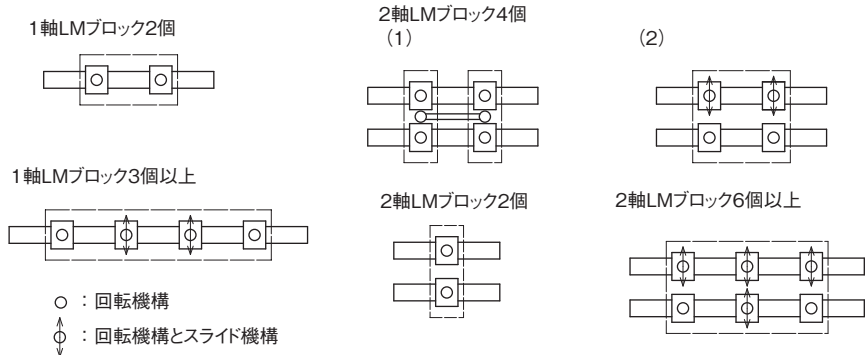 1軸LMブロック2個
2軸LMブロック4個
(1)
(2)
1軸LMブロック3個以上
2軸LMブロック2個
2軸LMブロック6個以上
：回転機構
：回転機構とスライド機構